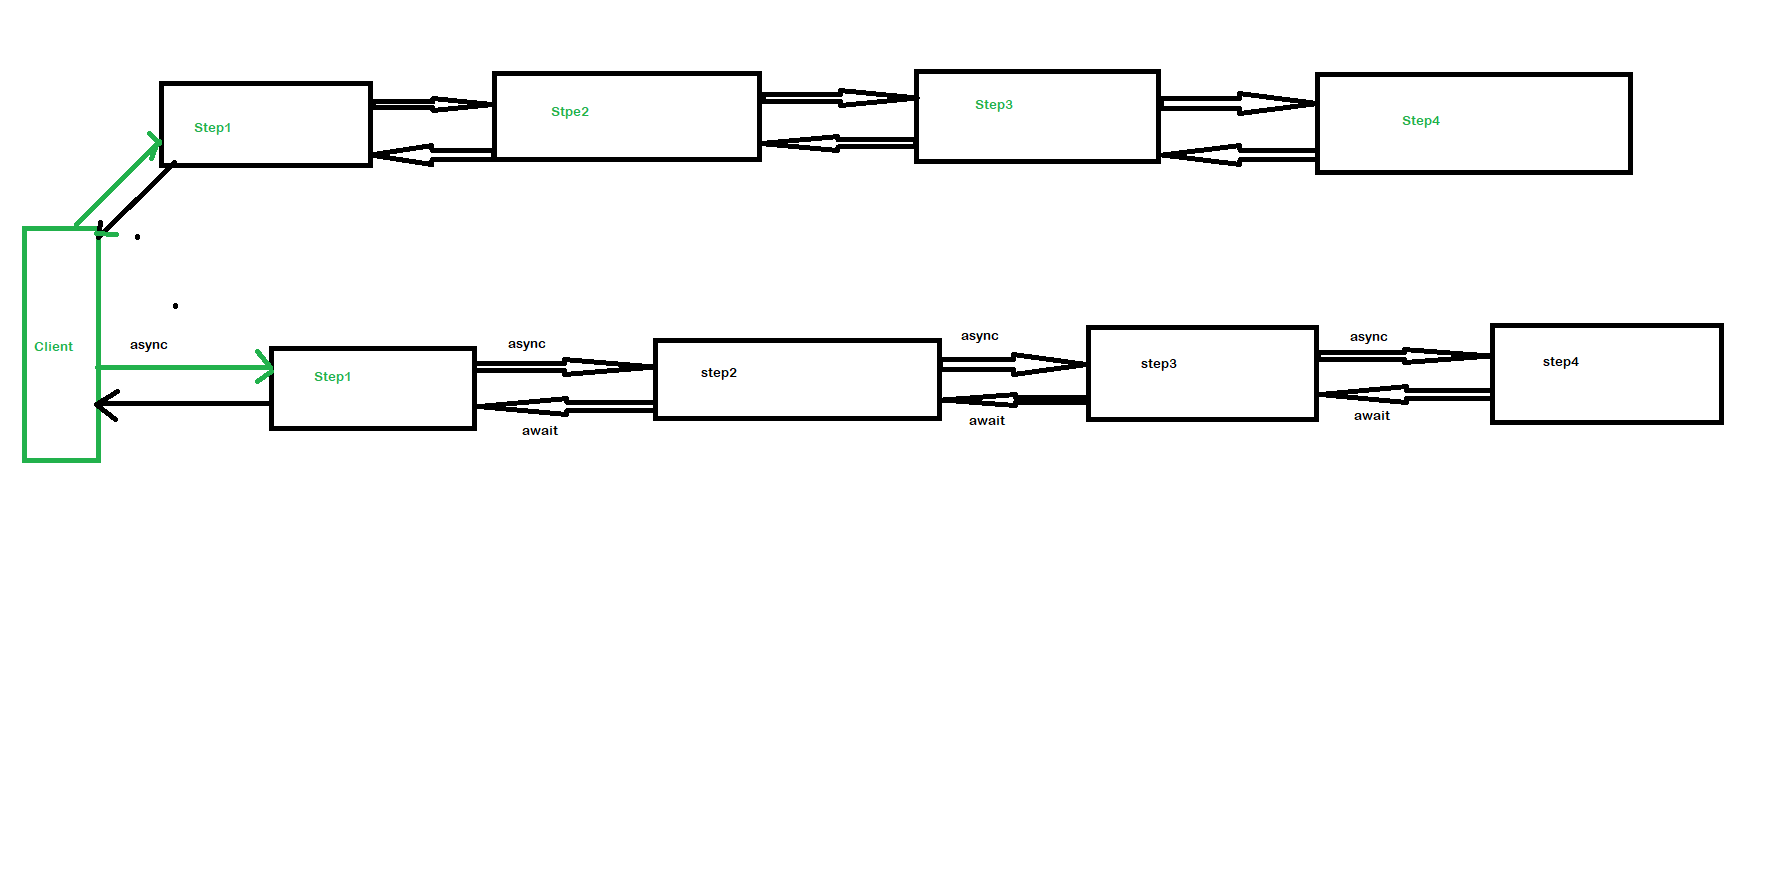 Step1
Stpe2
Step3
Step4
Client
async
Step1
async
await
step2
async
await
step3
async
await
step4